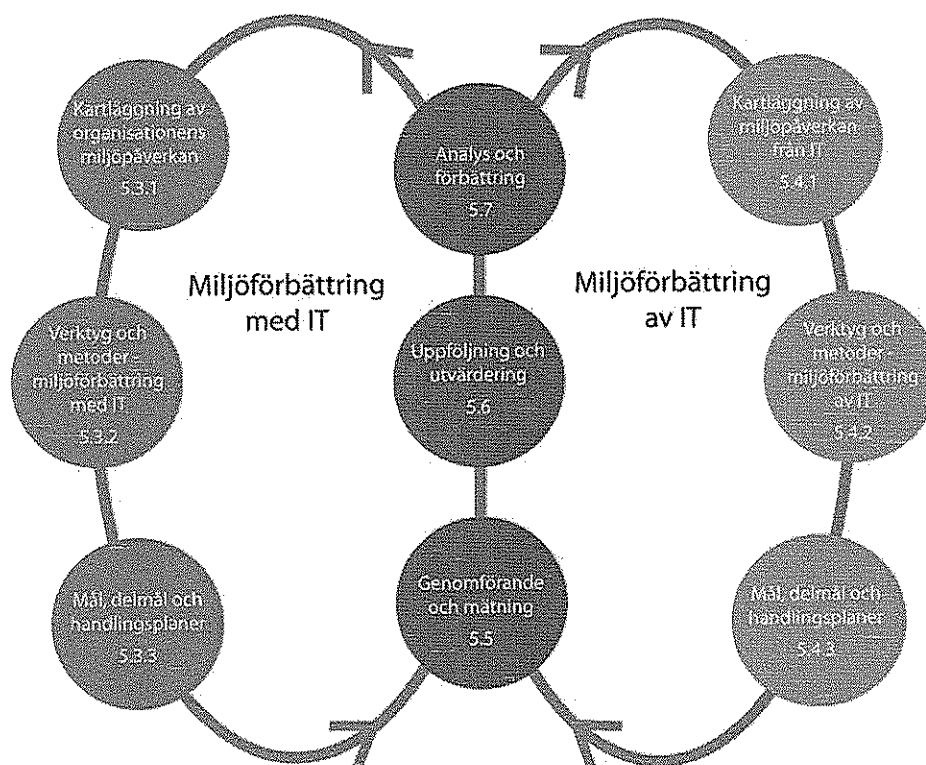 Kartläggning av
organisationens
miljöpåverkan
5.3.1
Analys och
förbättring
5.7
Kartläggning av
miljöpåverkan
från IT
5.4.1
Miljöförbättring
med IT
Miljöförbättring
av IT
Verktyg och
metoder -
miljöförbättring
med IT
5.3.2
Uppföljning och
utvärdering
5.6
Verktyg och
metoder -
miljöförbättring
av IT
5.4.2
Mål, delmål och
handlingsplaner
5.3.3
Genomförande
och mätning
5.5
Mål, delmål och
handlingsplaner
5.4.3